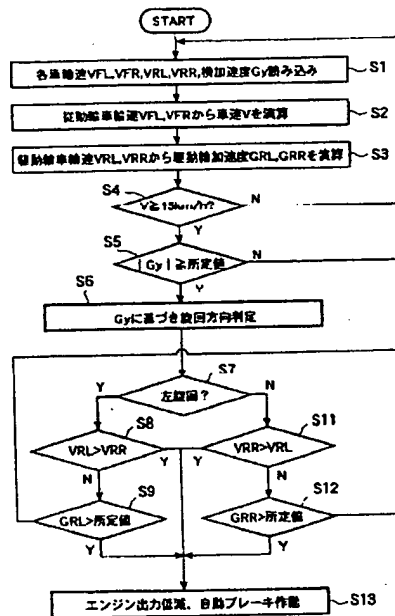 START
各車輪速VFL,VFR,VRL,VRR,横加速度Gy読み込み
S1
従動輪車輪速VFL,VFRから車速Vを演算
S2
駆動輪車輪速VRL,VRRから駆動輪加速度GRL,GRRを演算
S3
S4
V≧15km/h?
N
Y
S5
|Gy|≧所定値
N
Y
S6
Gyに基づき旋回方向判定
S7
左旋回?
Y
N
S8
VRL>VRR
Y
N
S11
VRR>VRL
Y
N
S9
GRL>所定値
Y
S12
GRR>所定値
Y
エンジン出力低減、自動ブレーキ作動
S13